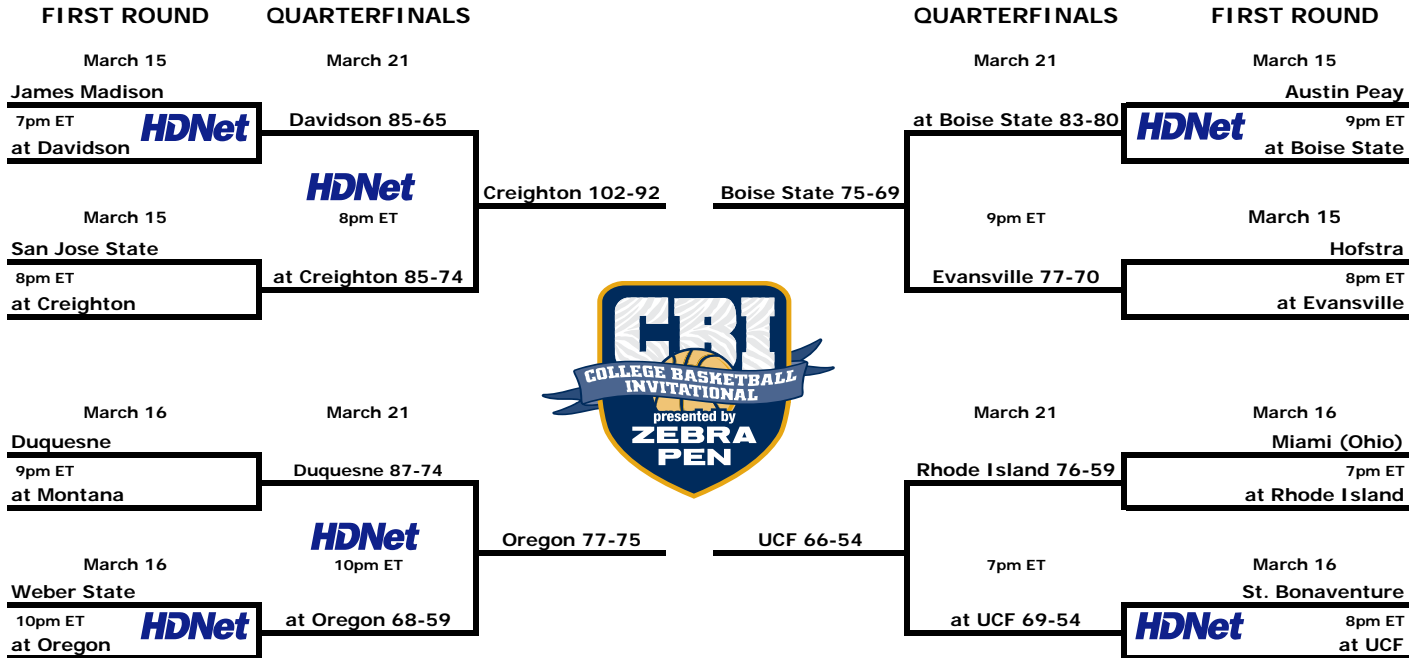 FIRST ROUND
QUARTERFINALS
QUARTERFINALS
FIRST ROUND
March 15
March 21
March 21
March 15
James Madison
7pm ET
HDNet
at Davidson
Davidson 85-65
HDNet
8pm ET
Creighton 102-92
March 15
San Jose State
8pm ET
at Creighton
at Creighton 85-74
Boise State 75-69
at Boise State 83-80
Austin Peay
HDNet
9pm ET
at Boise State
9pm ET
March 15
Hofstra
Evansville 77-70
8pm ET
at Evansville
CBI
COLLEGE BASKETBALL
INVITATIONAL
presented by
ZEBRA
PEN
March 16
March 21
March 21
March 16
Duquesne
9pm ET
at Montana
Duquesne 87-74
HDNet
10pm ET
Oregon 77-75
March 16
Weber State
10pm ET
HDNet
at Oregon
at Oregon 68-59
UCF 66-54
Rhode Island 76-59
Miami (Ohio)
7pm ET
at Rhode Island
7pm ET
March 16
St. Bonaventure
at UCF 69-54
HDNet
8pm ET
at UCF